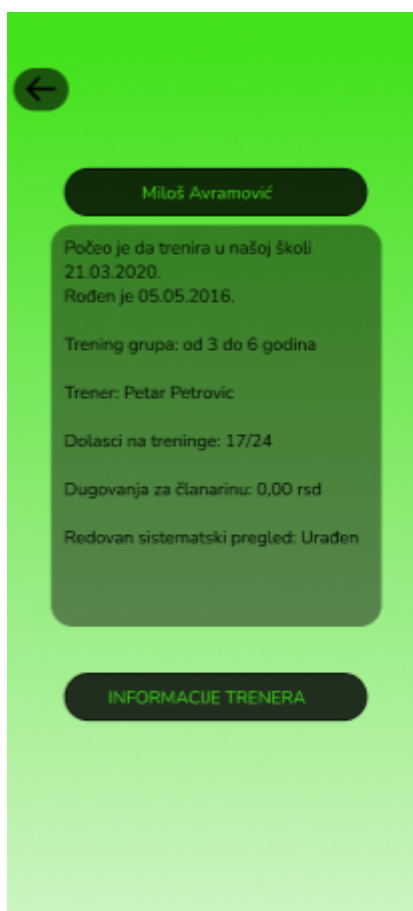 Miloš Avramović
Počeo je da trenira u našoj školi
21.03.2020.
Rođen je 05.05.2016.
Trening grupa: od 3 do 6 godina
Trener: Petar Petrovic
Dolasci na treninge: 17/24
Dugovanja za članarinu: 0,00 rsd
Redovan sistematski pregled: Urađen
INFORMACIJE TRENERA